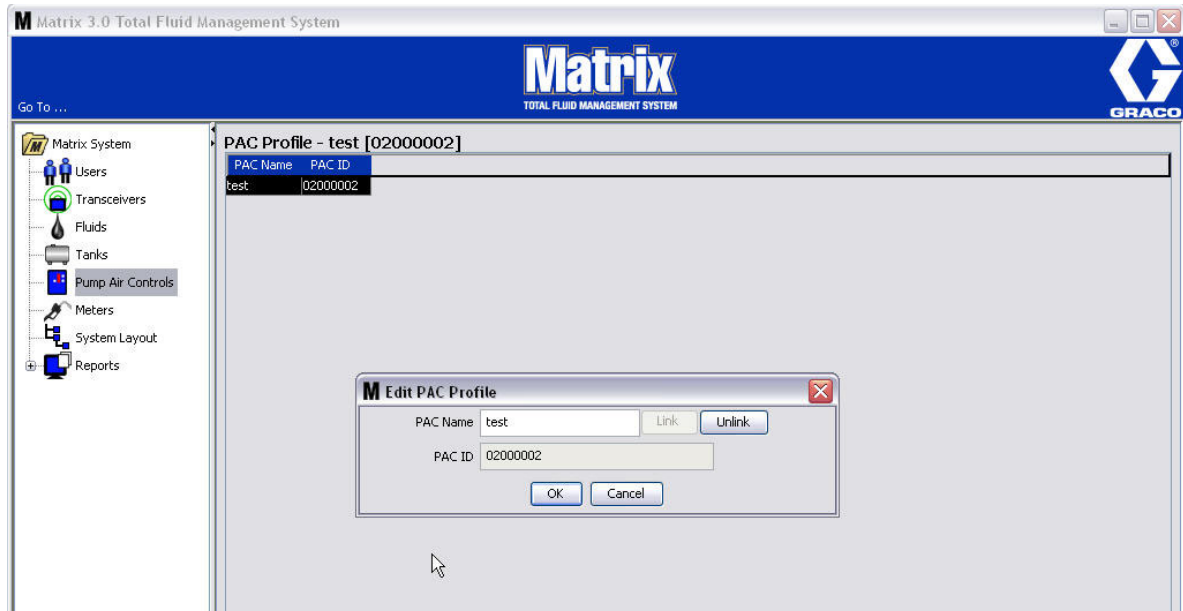 M Matrix 3.0 Total Fluid Management System
Matrix
TOTAL FLUID MANAGEMENT SYSTEM
Go To ...
GRACO
®
Matrix System
Users
Transceivers
Fluids
Tanks
Pump Air Controls
Meters
System Layout
Reports
PAC Profile - test [02000002]
PAC Name PAC ID
test 02000002
M Edit PAC Profile
PAC Name test Link Unlink
PAC ID 02000002
OK Cancel